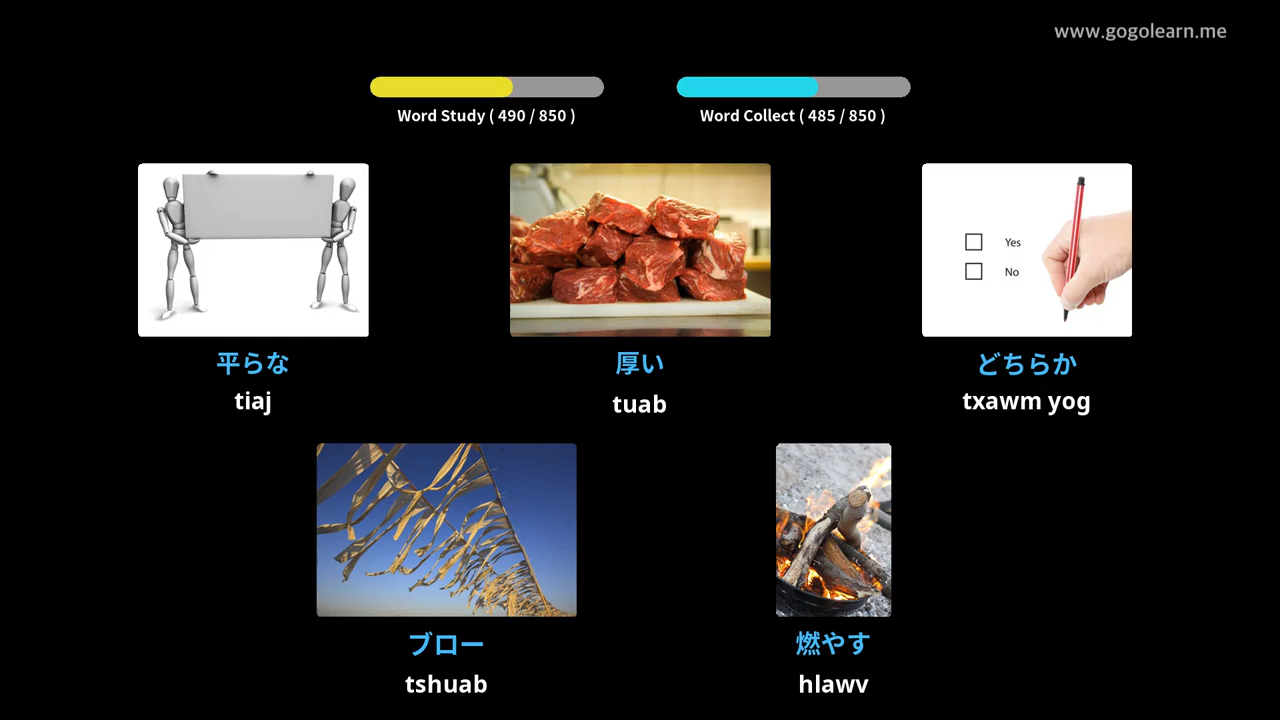 www.gogolearn.me
Word Study ( 490 / 850 )
Word Collect ( 485 / 850 )
Yes
No
平らな
tiaj
厚い
tuab
どちらか
txawm yog
ブロー
tshuab
燃やす
hlawv